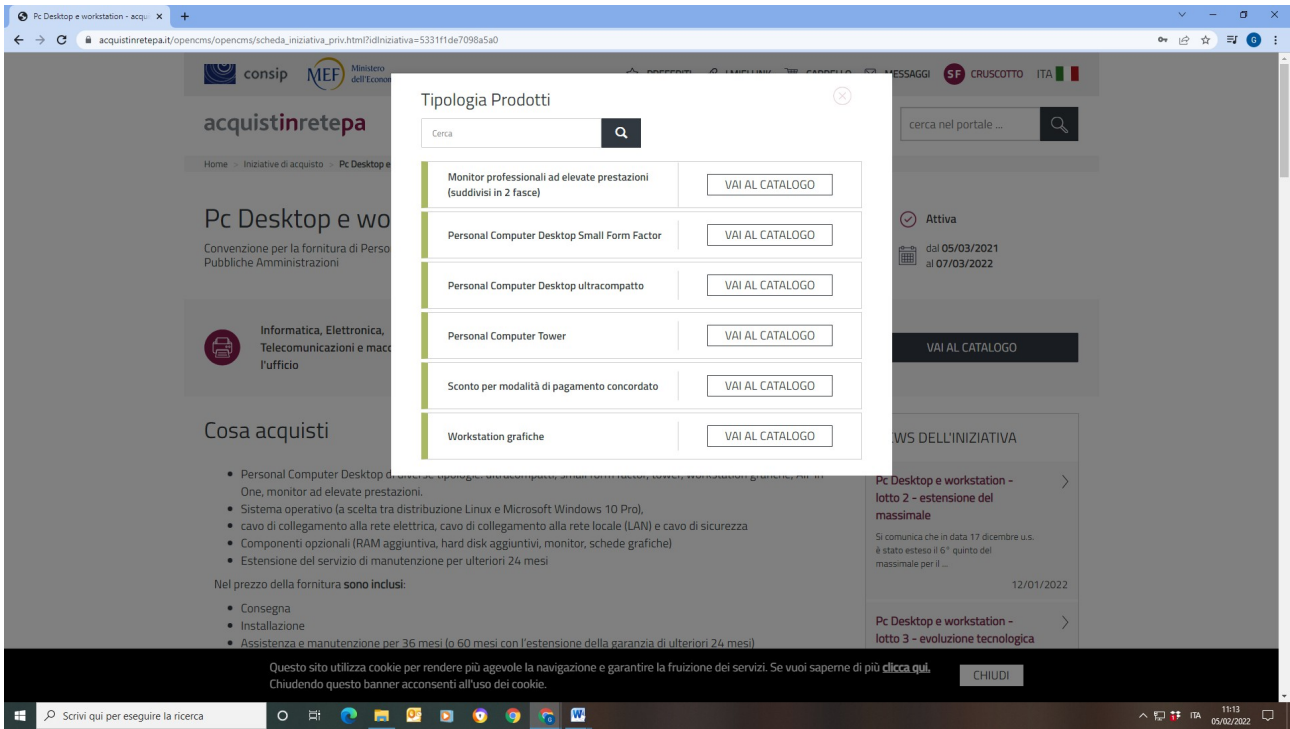 Pc Desktop e workstation - acqui
acquistinretepa.it/opencms/opencms/scheda_iniziativa_priv.html?idIniziativa=5331f1de7098a5a0
G
consip MEF Ministero
MESSAGGI SF CRUSCOTTO ITA
acquistinretepa
cerca nel portale ...
Home > Iniziative di acquisto > Pc Desktop e
Tipologia Prodotti
Cerca
Monitor professionali ad elevate prestazioni
(suddivisi in 2 fasce)
VAI AL CATALOGO
Personal Computer Desktop Small Form Factor
VAI AL CATALOGO
Personal Computer Desktop ultracompatto
VAI AL CATALOGO
Personal Computer Tower
VAI AL CATALOGO
Sconto per modalità di pagamento concordato
VAI AL CATALOGO
Workstation grafiche
VAI AL CATALOGO
Pc Desktop e wo
Convenzione per la fornitura di Perso
Pubbliche Amministrazioni
Attiva
dal 05/03/2021
al 07/03/2022
Informatica, Elettronica,
Telecomunicazioni e macc
l'ufficio
VAI AL CATALOGO
Cosa acquisti
Personal Computer Desktop
One, monitor ad elevate prestazioni.
Sistema operativo (a scelta tra distribuzione Linux e Microsoft Windows 10 Pro),
cavo di collegamento alla rete elettrica, cavo di collegamento alla rete locale (LAN) e cavo di sicurezza
Componenti opzionali (RAM aggiuntiva, hard disk aggiuntivi, monitor, schede grafiche)
Estensione del servizio di manutenzione per ulteriori 24 mesi
Nel prezzo della fornitura sono inclusi:
Consegna
Installazione
Assistenza e manutenzione per 36 mesi (o 60 mesi con l'estensione della garanzia di ulteriori 24 mesi)
WS DELL'INIZIATIVA
Pc Desktop e workstation -
lotto 2 - estensione del
massimale
Si comunica che in data 17 dicembre u.s.
è stato esteso il 6° quinto del
massimale per il ...
12/01/2022
Pc Desktop e workstation -
lotto 3 - evoluzione tecnologica
Questo sito utilizza cookie per rendere più agevole la navigazione e garantire la fruizione dei servizi. Se vuoi saperne di più clicca qui.
Chiudendo questo banner acconsenti all'uso dei cookie.
CHIUDI
Scrivi qui per eseguire la ricerca
ITA
11:13
05/02/2022